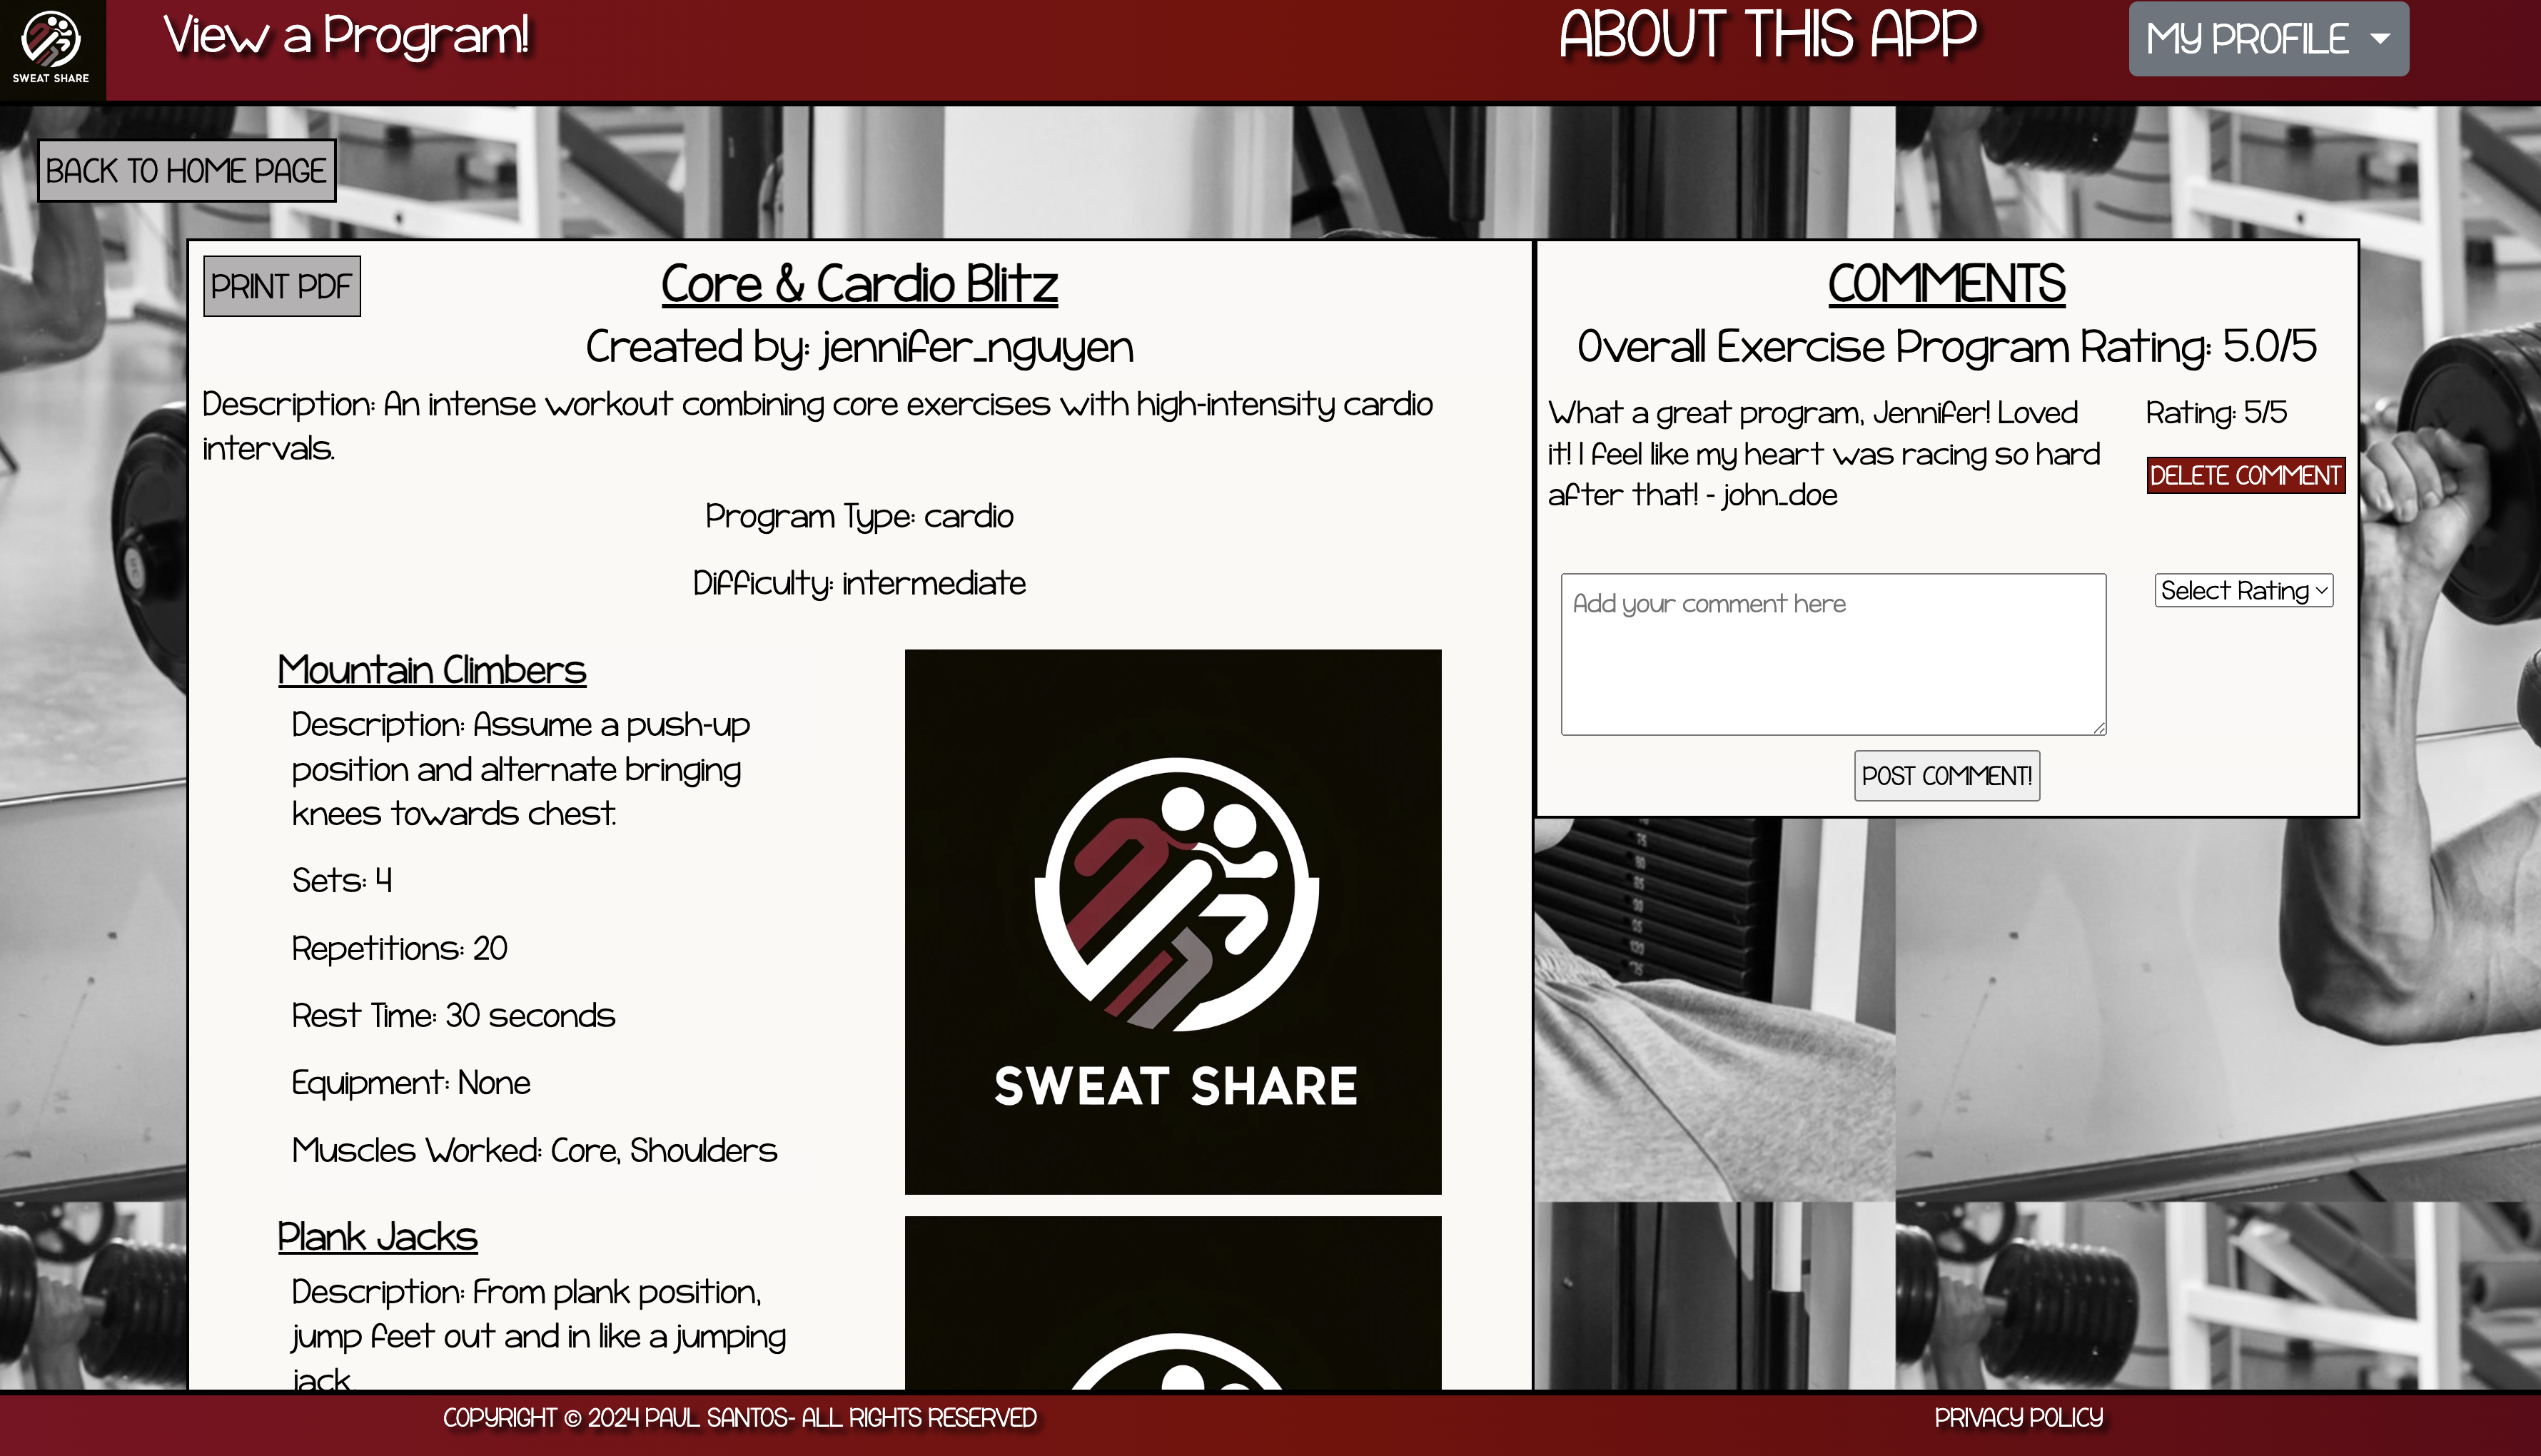 SWEAT SHARE
View a Program!
ABOUT THIS APP
MY PROFILE
BACK TO HOME PAGE
PRINT PDF
Core & Cardio Blitz
Created by: jennifer_nguyen
Description: An intense workout combining core exercises with high-intensity cardio
intervals.
Program Type: cardio
Difficulty: intermediate
Mountain Climbers
Description: Assume a push-up
position and alternate bringing
knees towards chest.
Sets: 4
Repetitions: 20
Rest Time: 30 seconds
Equipment: None
Muscles Worked: Core, Shoulders
SWEAT SHARE
Plank Jacks
Description: From plank position,
jump feet out and in like a jumping
jack.
COMMENTS
Overall Exercise Program Rating: 5.0/5
What a great program, Jennifer! Loved
it! I feel like my heart was racing so hard
after that! - john_doe
Rating: 5/5
DELETE COMMENT
Add your comment here
Select Rating
POST COMMENT!
COPYRIGHT © 2024 PAUL SANTOS- ALL RIGHTS RESERVED
PRIVACY POLICY